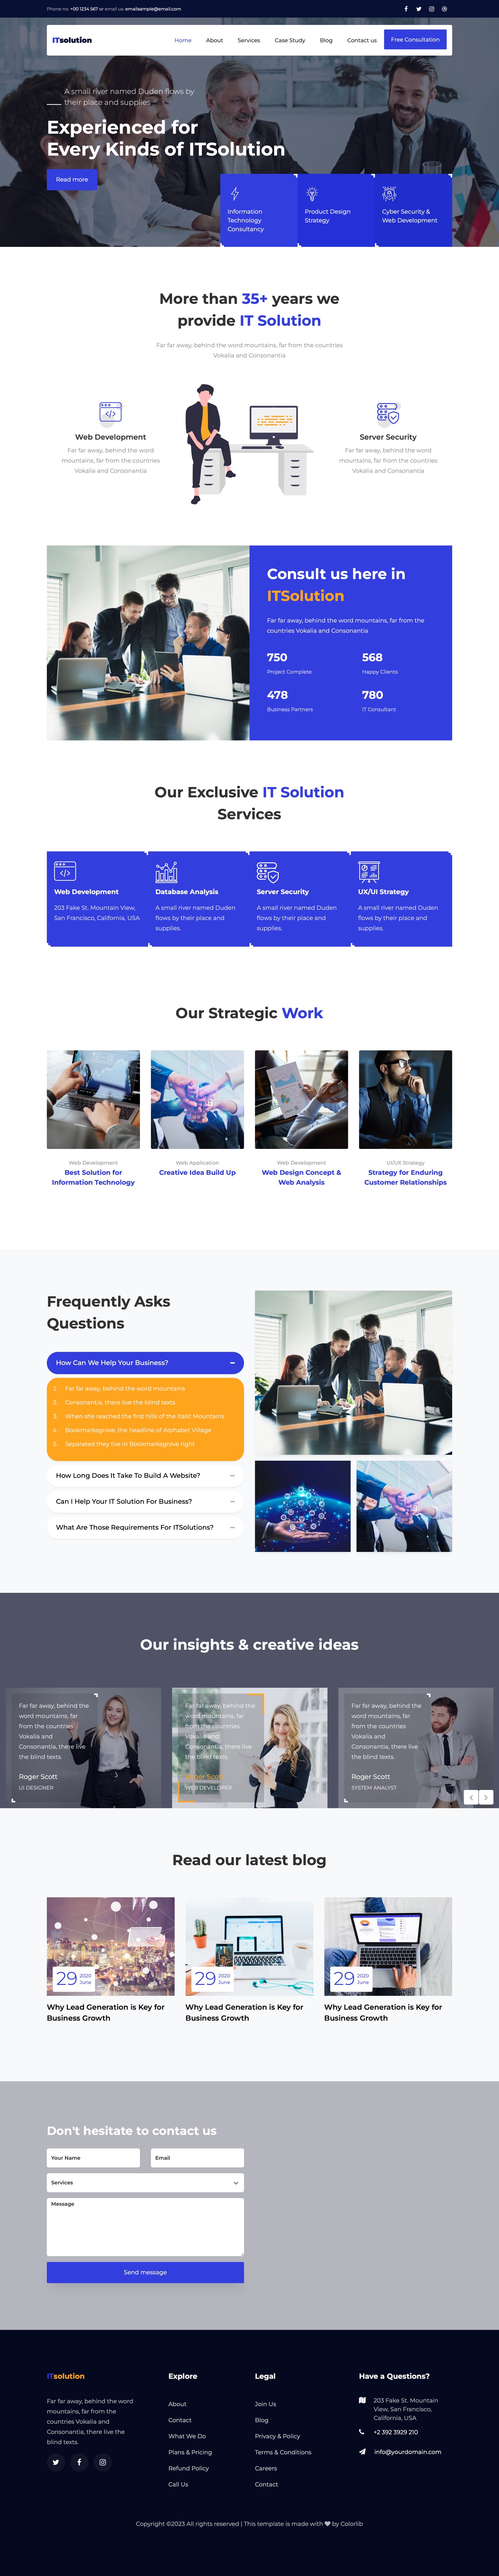 Phone no: +00 1234 567 or email us: emailsample@email.com
ITsolution
Home
About
Services
Case Study
Blog
Contact us
Free Consultation
A small river named Duden flows by
their place and supplies
Experienced for
Every Kinds of ITSolution
Read more
Information
Technology
Consultancy
Product Design
Strategy
Cyber Security &
Web Development
More than 35+ years we
provide IT Solution
Far far away, behind the word mountains, far from the countries
Vokalia and Consonantia
Web Development
Far far away, behind the word
mountains, far from the countries
Vokalia and Consonantia
Server Security
Far far away, behind the word
mountains, far from the countries
Vokalia and Consonantia
Consult us here in
ITSolution
Far far away, behind the word mountains, far from the
countries Vokalia and Consonantia
750
Project Complete
568
Happy Clients
478
Business Partners
780
IT Consultant
Our Exclusive IT Solution
Services
Web Development
203 Fake St. Mountain View,
San Francisco, California, USA
Database Analysis
A small river named Duden
flows by their place and
supplies.
Server Security
A small river named Duden
flows by their place and
supplies.
UX/UI Strategy
A small river named Duden
flows by their place and
supplies.
Our Strategic Work
Web Development
Best Solution for
Information Technology
Web Application
Creative Idea Build Up
Web Development
Web Design Concept &
Web Analysis
UI/UX Strategy
Strategy for Enduring
Customer Relationships
Frequently Asks
Questions
How Can We Help Your Business?
1. Far far away, behind the word mountains
2. Consonantia, there live the blind texts
3. When she reached the first hills of the Italic Mountains
4. Bookmarksgrove, the headline of Alphabet Village
5. Separated they live in Bookmarksgrove right
How Long Does It Take To Build A Website?
Can I Help Your IT Solution For Business?
What Are Those Requirements For ITSolutions?
Our insights & creative ideas
Far far away, behind the
word mountains, far
from the countries
Vokalia and
Consonantia, there live
the blind texts.
Roger Scott
UI DESIGNER
Far far away, behind the
word mountains, far
from the countries
Vokalia and
Consonantia, there live
the blind texts.
Roger Scott
WEB DEVELOPER
Far far away, behind the
word mountains, far
from the countries
Vokalia and
Consonantia, there live
the blind texts.
Roger Scott
SYSTEM ANALYST
Read our latest blog
29 2020
June
Why Lead Generation is Key for
Business Growth
29 2020
June
Why Lead Generation is Key for
Business Growth
29 2020
June
Why Lead Generation is Key for
Business Growth
Don't hesitate to contact us
Your Name
Email
Services
Message
Send message
ITsolution
Far far away, behind the word
mountains, far from the
countries Vokalia and
Consonantia, there live the
blind texts.
Explore
About
Contact
What We Do
Plans & Pricing
Refund Policy
Call Us
Legal
Join Us
Blog
Privacy & Policy
Terms & Conditions
Careers
Contact
Have a Questions?
203 Fake St. Mountain
View, San Francisco,
California, USA
+2 392 3929 210
info@yourdomain.com
Copyright ©2023 All rights reserved | This template is made with ♥ by Colorlib